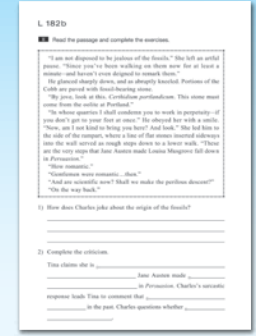 L 182b
Read the passage and complete the exercises.
"I am not disposed to be jealous of the fossils." She left an artful
pause. "Since you've been walking on them now for at least a
minute—and haven't even deigned to remark them."
He glanced sharply down, and as abruptly kneeled. Portions of the
Cobb are paved with fossil-bearing stone.
"By jove, look at this. Certhidium portlandicum. This stone must
come from the oolite at Portland."
"In whose quarries I shall condemn you to work in perpetuity—if
you don't get to your feet at once." He obeyed her with a smile.
"Now, am I not kind to bring you here? And look." She led him to
the side of the rampart, where a line of flat stones inserted sideways
into the wall served as rough steps down to a lower walk. "These
are the very steps that Jane Austen made Louisa Musgrove fall down
in Persuasion."
"How romantic."
"Gentlemen were romantic...then."
"And are scientific now? Shall we make the perilous descent?"
"On the way back."
1) How does Charles joke about the origin of the fossils?
2) Complete the criticism.
Tina claims she is
Jane Austen made
in Persuasion. Charles's sarcastic
response leads Tina to comment that
in the past. Charles questions whether